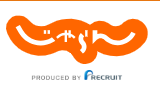 じゃらん
PRODUCED BY RECRUIT